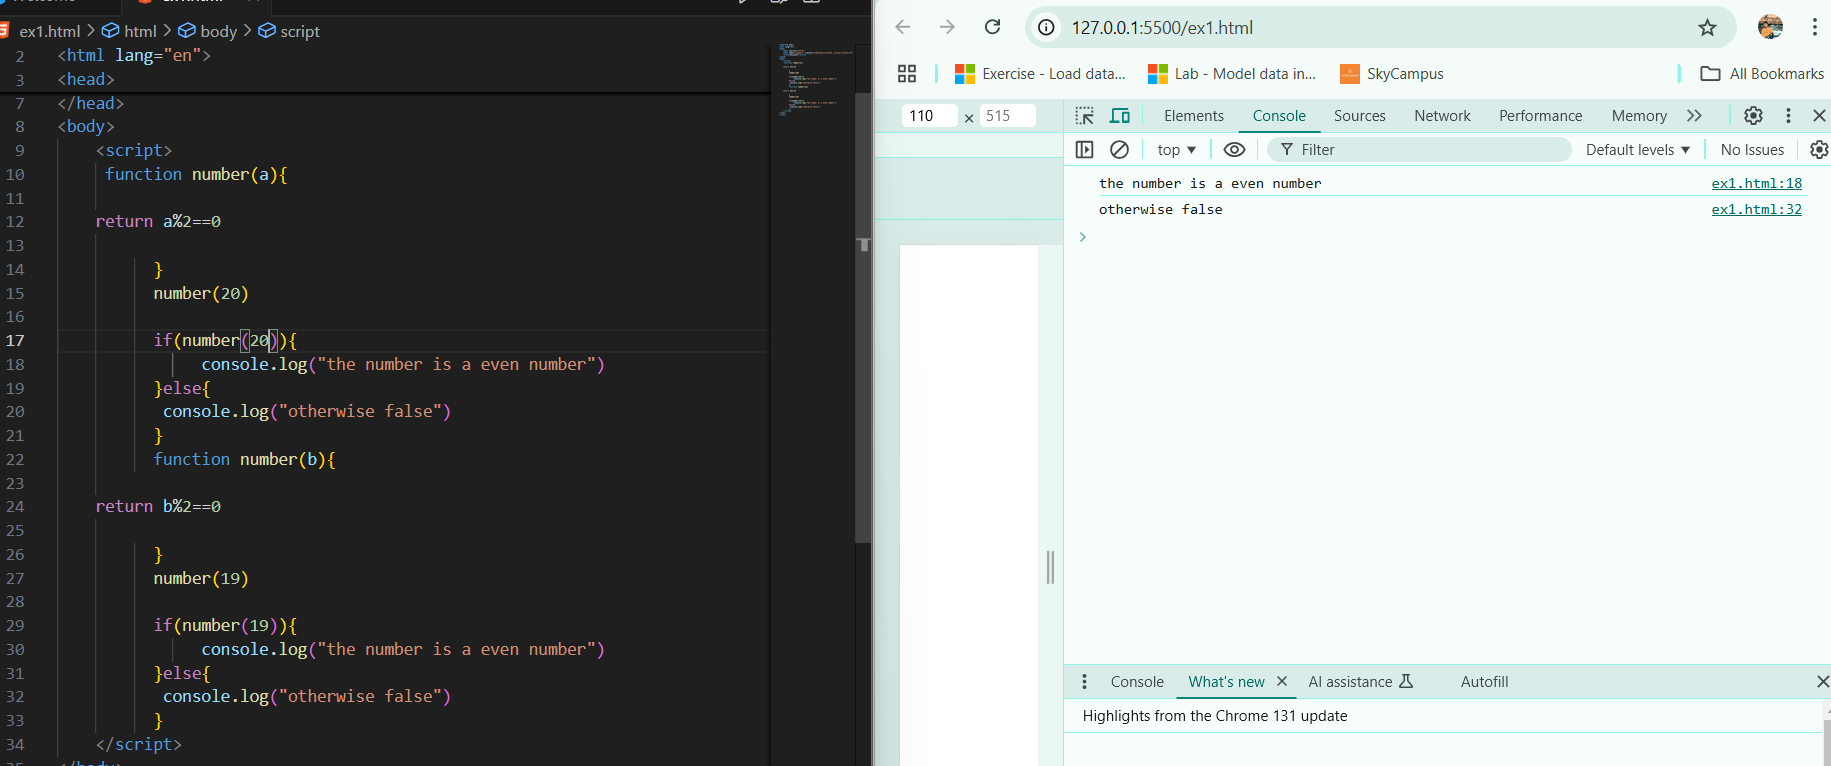 ex1.html > html > body > script
2 <html lang="en">
3 <head>
7 </head>
8 <body>
9 <script>
10 function number(a){
11
12 return a%2==0
13
14 }
15 number(20)
16
17 if(number(20)){
18 console.log("the number is a even number")
19 }else{
20 console.log("otherwise false")
21 }
22 function number(b){
23
24 return b%2==0
25
26 }
27 number(19)
28
29 if(number(19)){
30 console.log("the number is a even number")
31 }else{
32 console.log("otherwise false")
33 }
34 </script>
127.0.0.1:5500/ex1.html
Exercise - Load data... Lab - Model data in... SkyCampus All Bookmarks
110 × 515
Elements Console Sources Network Performance Memory
top Filter Default levels No Issues
the number is a even number ex1.html:18
otherwise false ex1.html:32
Console What's new AI assistance Autofill
Highlights from the Chrome 131 update